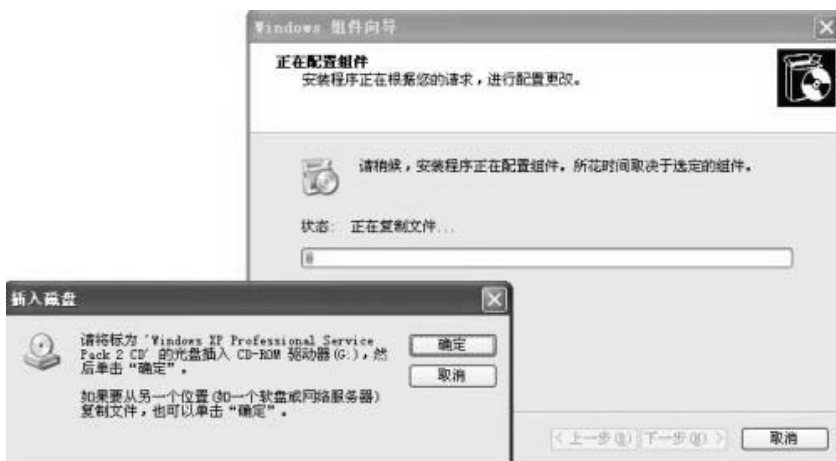 Windows 组件向导
正在配置组件
安装程序正在根据您的请求，进行配置更改。
请稍候，安装程序正在配置组件。所花时间取决于选定的组件。
状态: 正在复制文件...
插入磁盘
请将标为‘Windows XP Professional Service
Pack 2 CD’的光盘插入 CD-ROM 驱动器(G:)，然
后单击“确定”。
如果要从另一个位置(如一个软盘或网络服务器)
复制文件，也可以单击“确定”。
确定
取消
<上一步(B) 下一步(N)> 取消